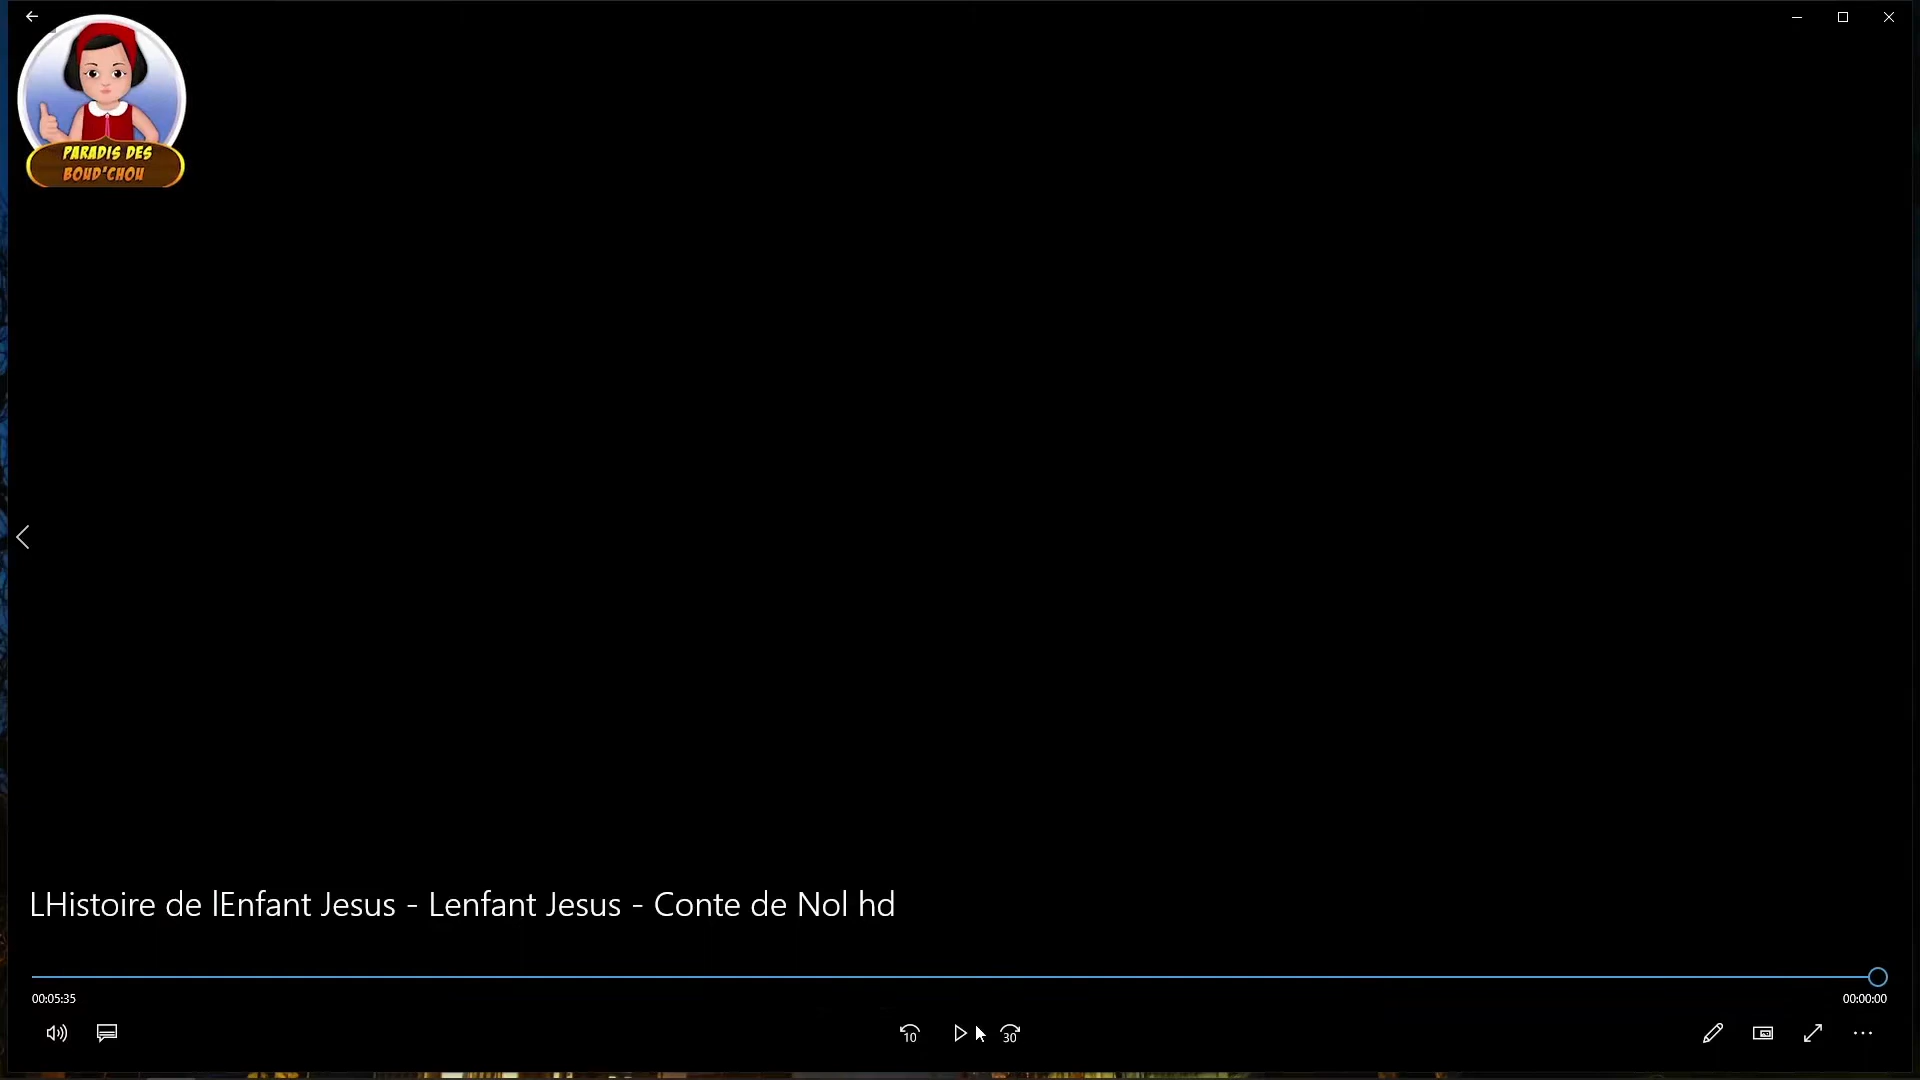 PARADIS DES
BOUD'CHOU
LHistoire de lEnfant Jesus - Lenfant Jesus - Conte de Nol hd
00:05:35
00:00:00
10
30